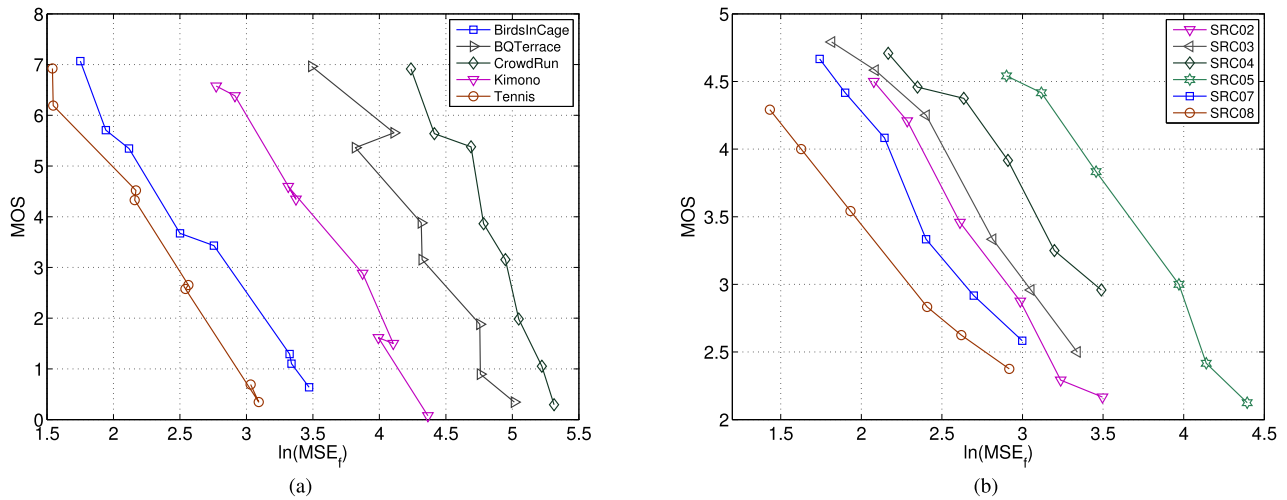 8
7
6
5
4
3
2
1
0
MOS
1.5 2 2.5 3 3.5 4 4.5 5 5.5
ln(MSE_f)
BirdsInCage
BQTerrace
CrowdRun
Kimono
Tennis
(a)
5
4.5
4
3.5
3
2.5
2
MOS
1.5 2 2.5 3 3.5 4 4.5
ln(MSE_f)
SRC02
SRC03
SRC04
SRC05
SRC07
SRC08
(b)